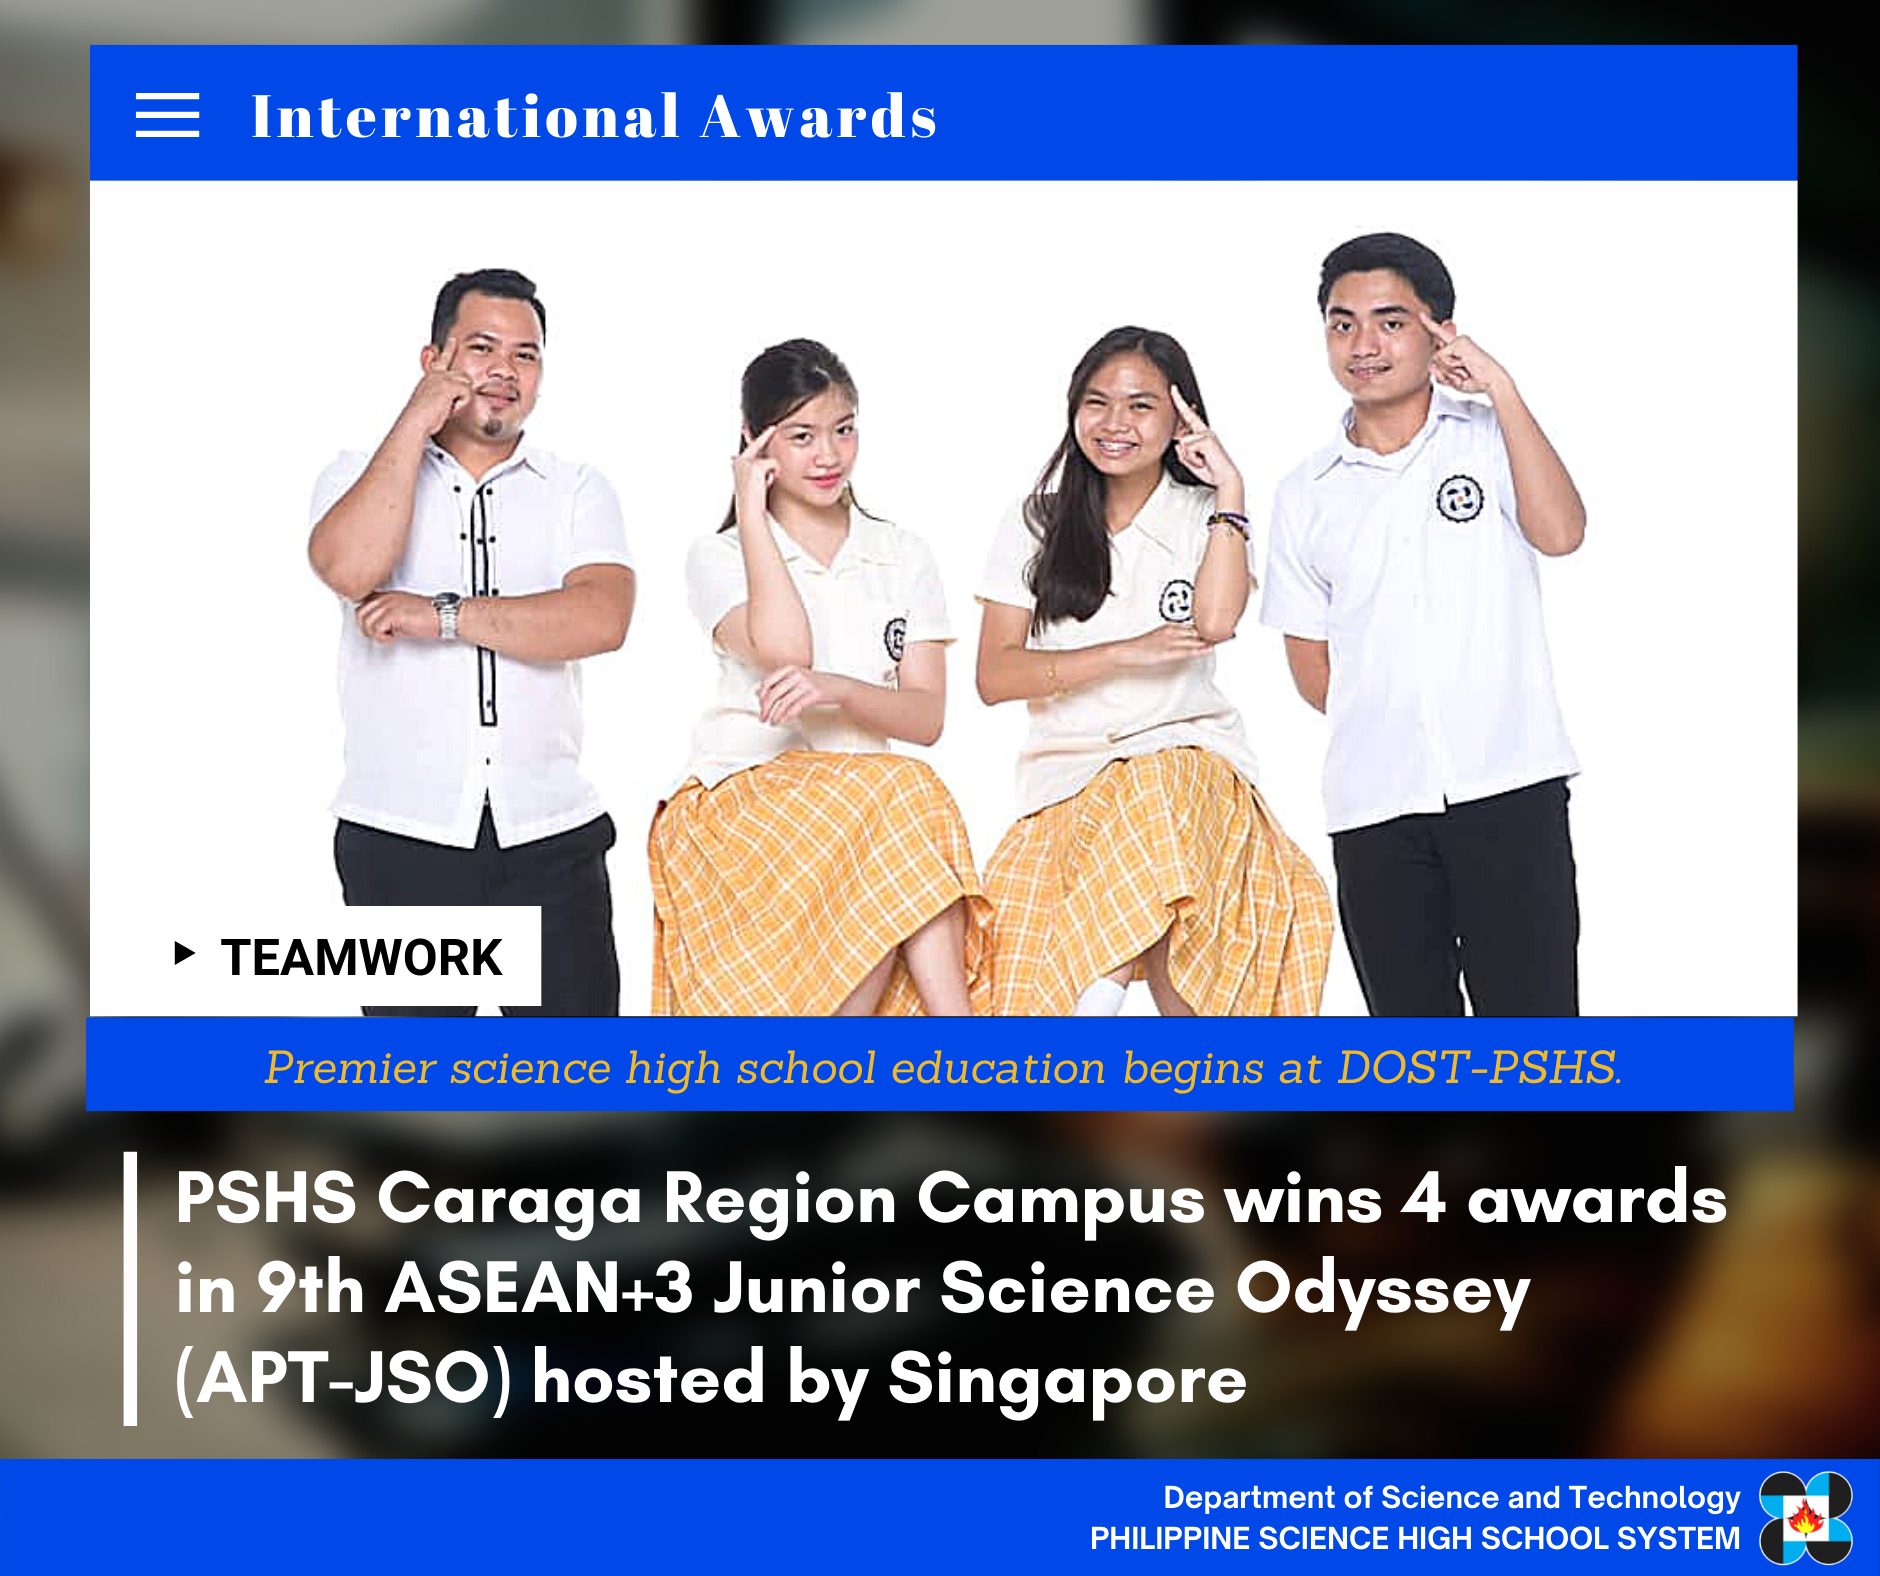 International Awards
TEAMWORK
Premier science high school education begins at DOST-PSHS.
PSHS Caraga Region Campus wins 4 awards
in 9th ASEAN+3 Junior Science Odyssey
(APT-JSO) hosted by Singapore
Department of Science and Technology
PHILIPPINE SCIENCE HIGH SCHOOL SYSTEM